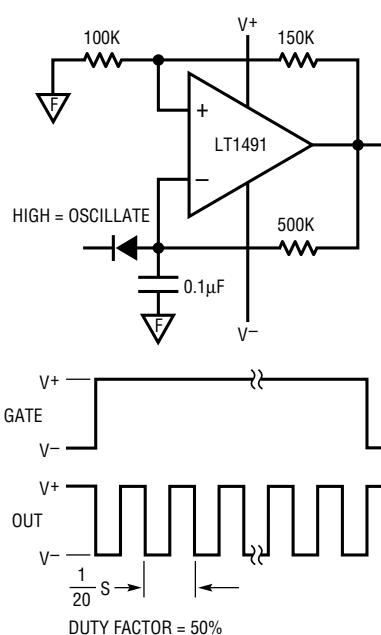 100K
V+
150K
F
+
LT1491
−
HIGH = OSCILLATE
500K
0.1µF
F
V−
V+
GATE
V−
V+
OUT
V−
1/20 S
DUTY FACTOR = 50%